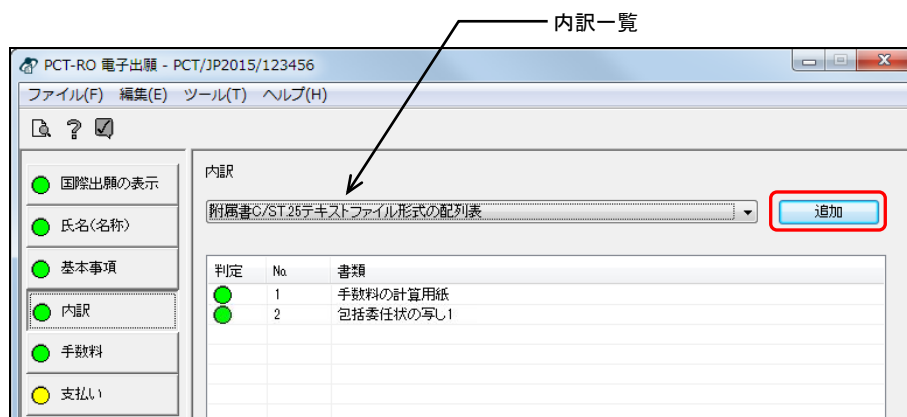 内訳一覧
PCT-RO 電子出願 - PCT/JP2015/123456
ファイル(F) 編集(E) ツール(T) ヘルプ(H)
国際出願の表示
氏名(名称)
基本事項
内訳
手数料
支払い
内訳
附属書C/ST.25テキストファイル形式の配列表
追加
判定 No. 書類
1 手数料の計算用紙
2 包括委任状の写し1